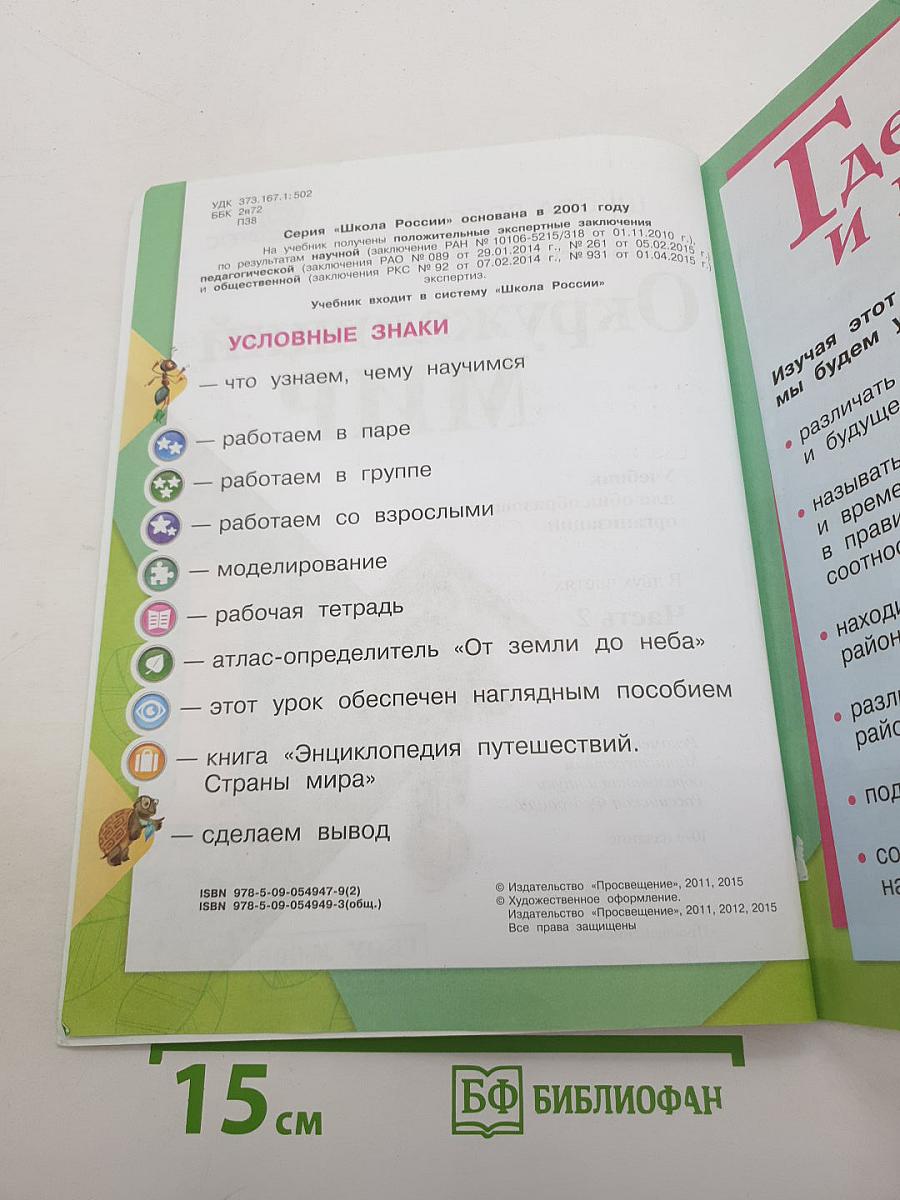 УДК 373.167.1:502
ББК 2я72
П38
Серия «Школа России» основана в 2001 году
На учебник получены положительные экспертные заключения
по результатам научной (заключение РАН № 10106-5215/318 от 01.11.2010 г.),
педагогической (заключения РАО № 089 от 29.01.2014 г., № 261 от 05.02.2015 г.)
и общественной (заключения РКС № 92 от 07.02.2014 г., № 931 от 01.04.2015 г.)
экспертиз.
Учебник входит в систему «Школа России»
УСЛОВНЫЕ ЗНАКИ
— что узнаем, чему научимся
— работаем в паре
— работаем в группе
— работаем со взрослыми
— моделирование
— рабочая тетрадь
— атлас-определитель «От земли до неба»
— этот урок обеспечен наглядным пособием
— книга «Энциклопедия путешествий.
Страны мира»
— сделаем вывод
ISBN 978-5-09-054947-9(2)
ISBN 978-5-09-054949-3(общ.)
© Издательство «Просвещение», 2011, 2015
© Художественное оформление.
Издательство «Просвещение», 2011, 2012, 2015
Все права защищены
Где
и
Изучая этот
мы будем
• различать
и будуще
• называть
и време
в прави
соотнос
• находи
район
• разли
райо
• под
• со
на
15 см
БФ БИБЛИОФАН